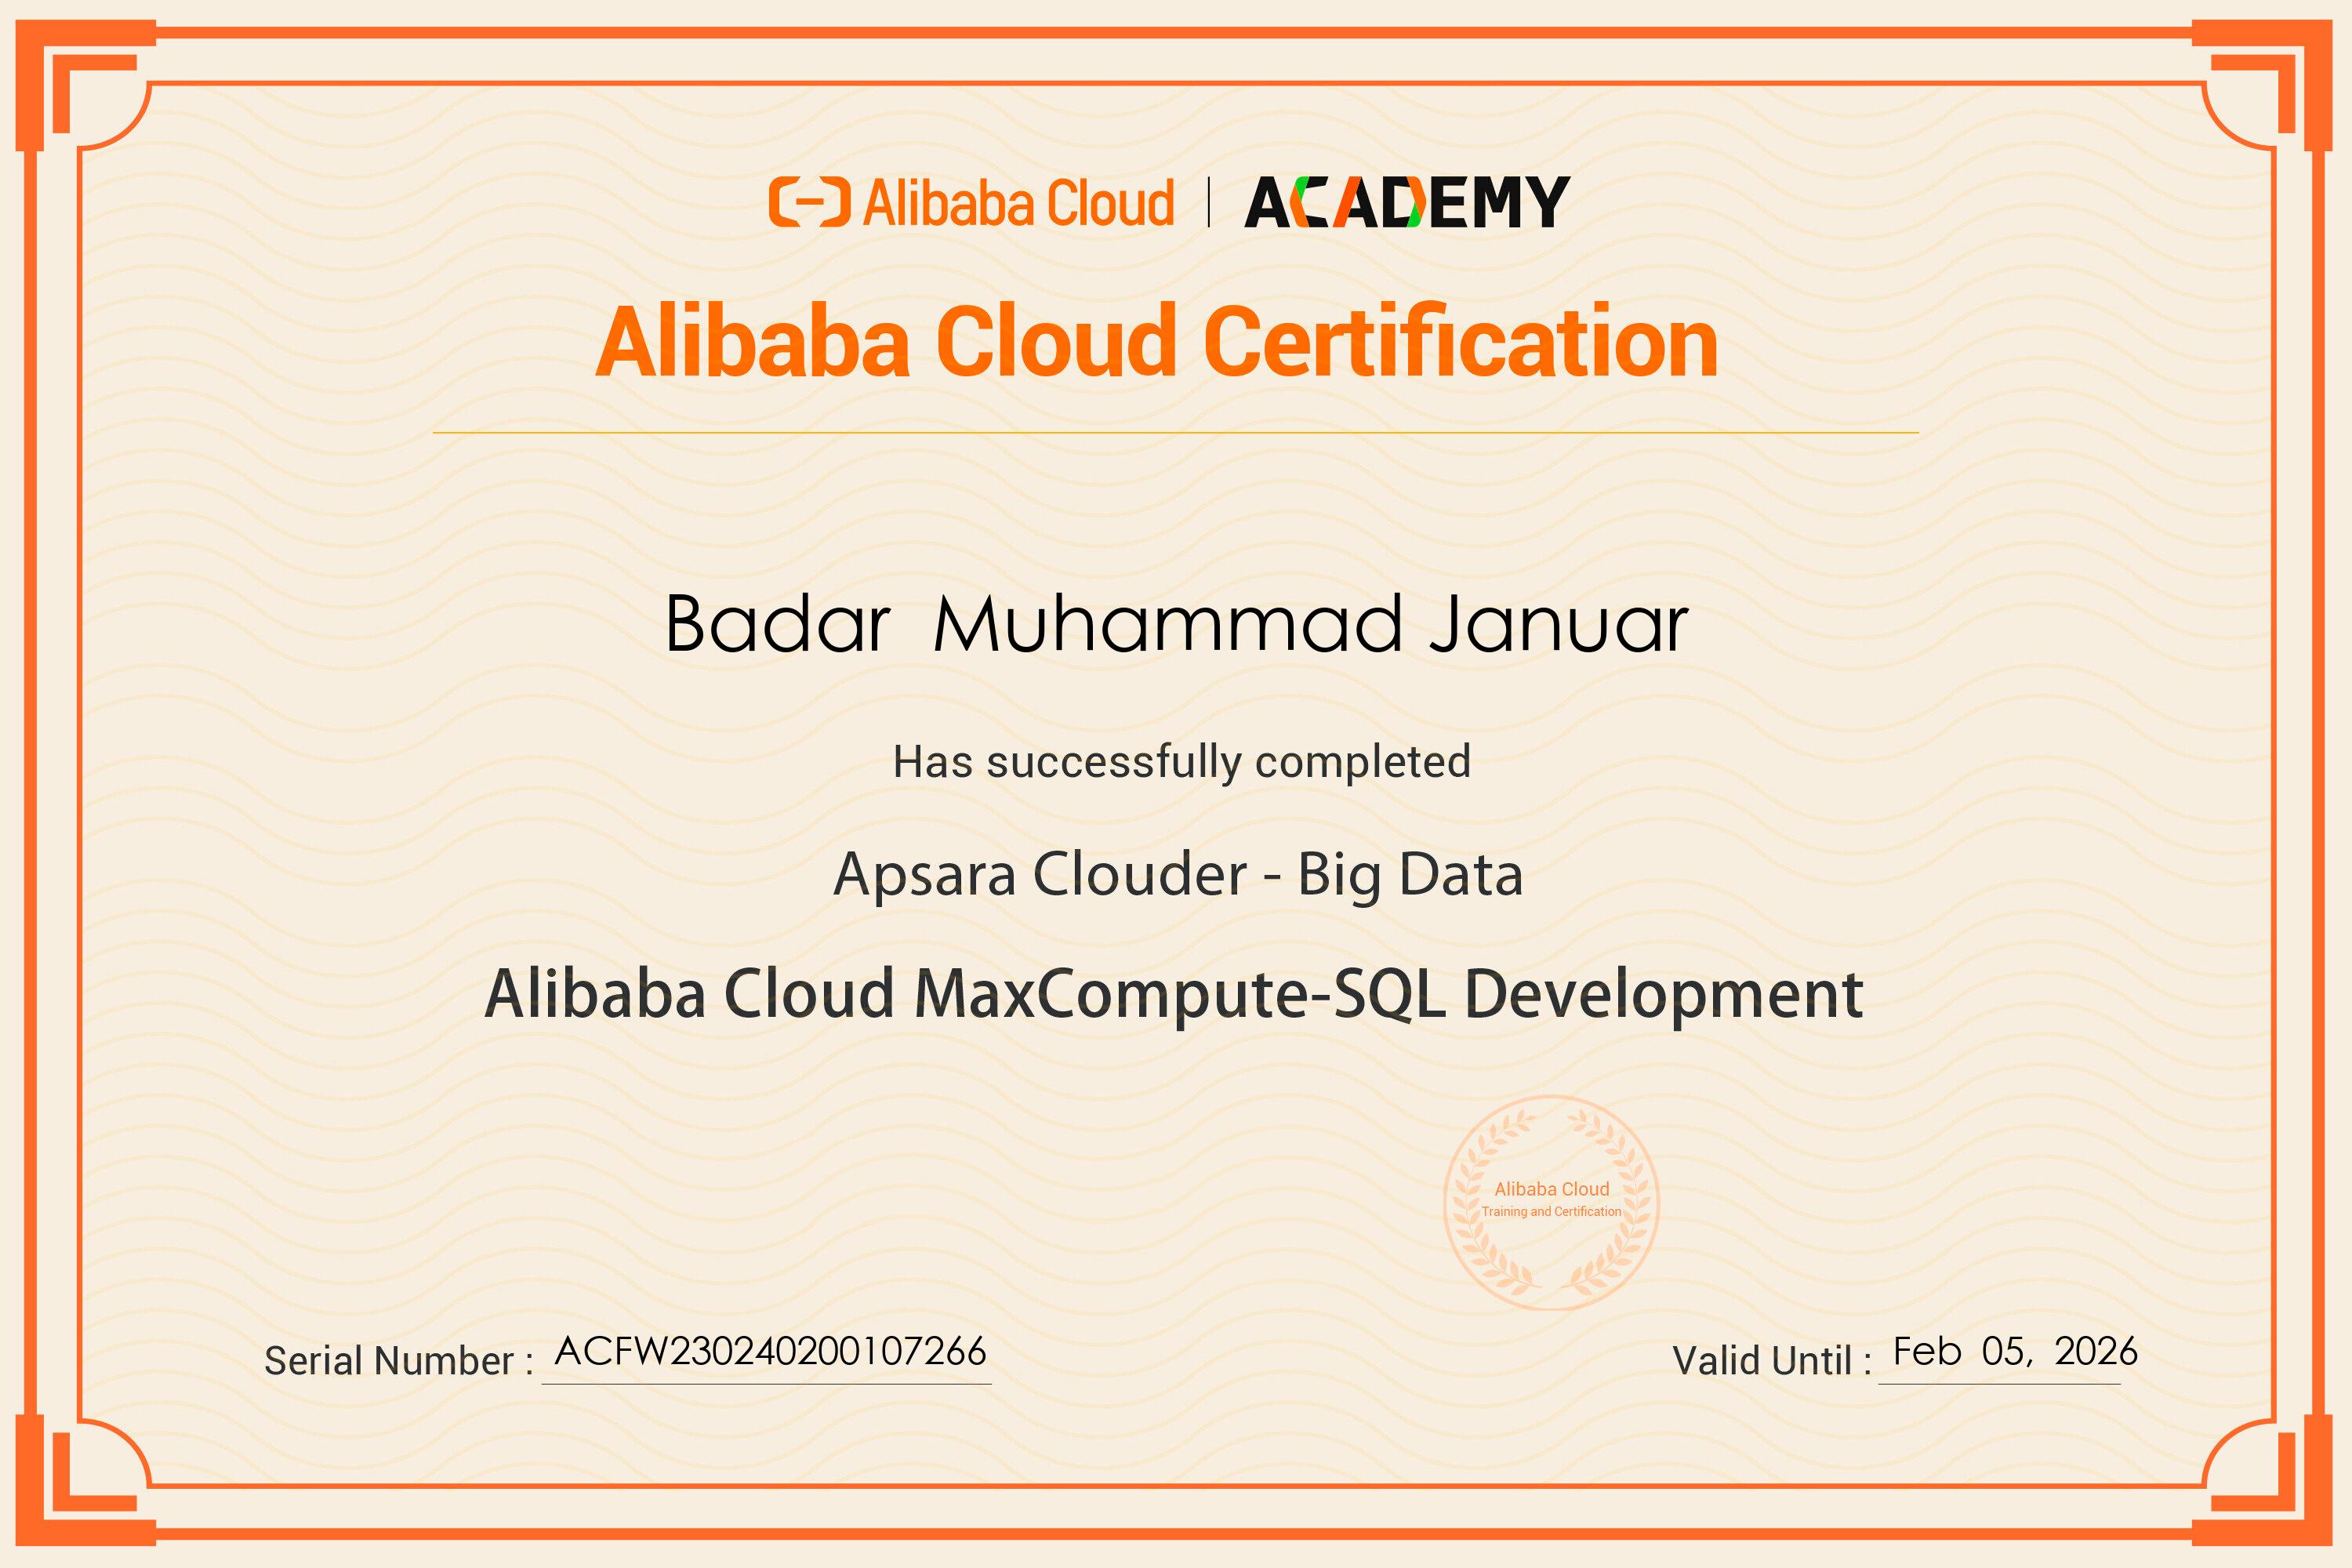 Alibaba Cloud | ACADEMY
Alibaba Cloud Certification
Badar Muhammad Januar
Has successfully completed
Apsara Clouder - Big Data
Alibaba Cloud MaxCompute-SQL Development
Alibaba Cloud
Training and Certification
Serial Number : ACFW230240200107266
Valid Until : Feb 05, 2026